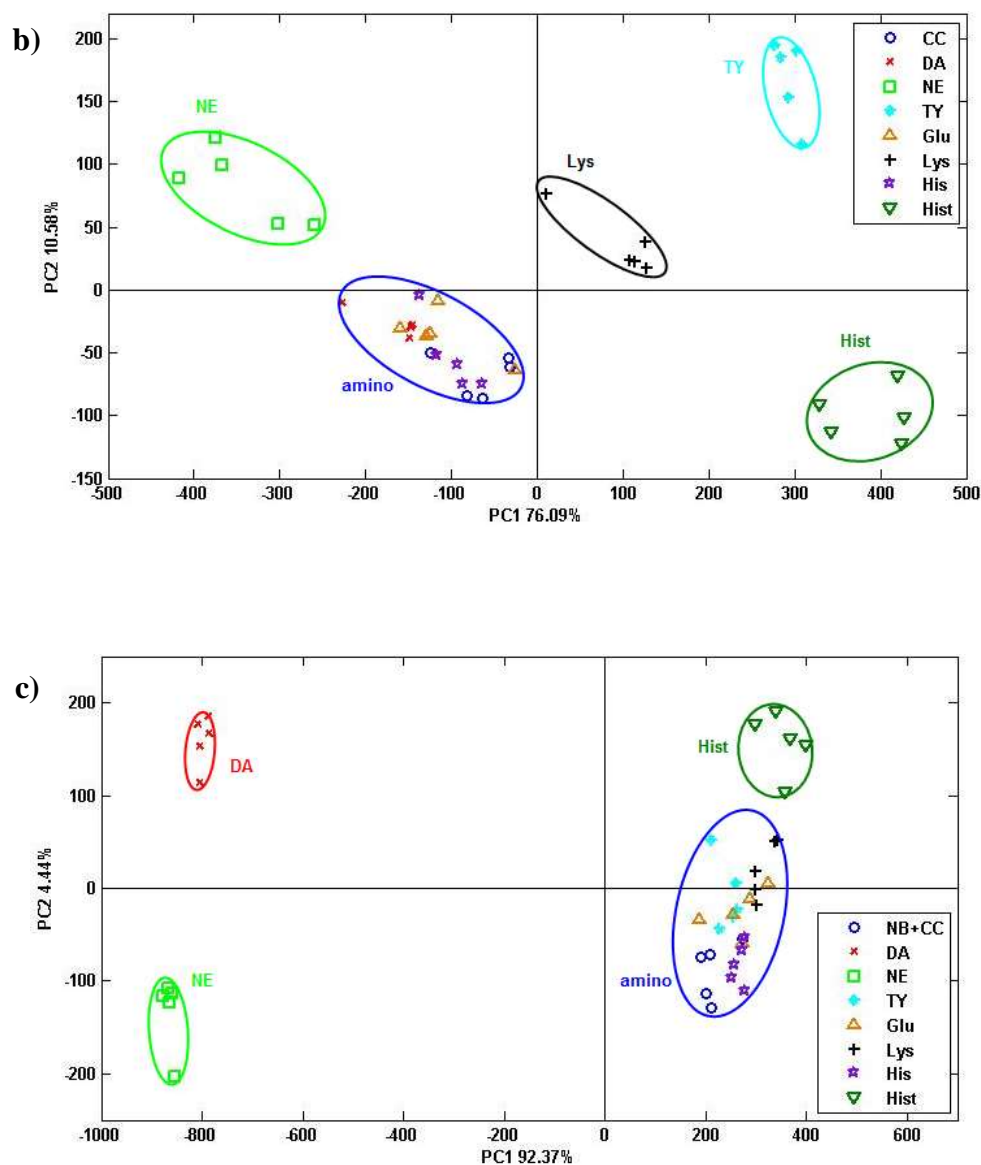 b)
200
150
100
50
0
-50
-100
-150
PC2 10.58%
-500 -400 -300 -200 -100 0 100 200 300 400 500
PC1 76.09%
NE
amino
Lys
TY
Hist
CC
DA
NE
TY
Glu
Lys
His
Hist
c)
200
100
0
-100
-200
PC2 4.44%
-1000 -800 -600 -400 -200 0 200 400 600
PC1 92.37%
DA
NE
Hist
amino
NB+CC
DA
NE
TY
Glu
Lys
His
Hist